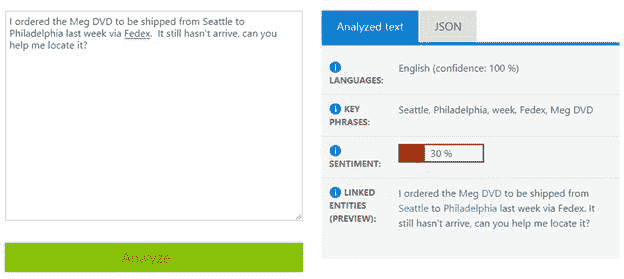 I ordered the Meg DVD to be shipped from Seattle to
Philadelphia last week via Fedex.  It still hasn't arrive, can you
help me locate it?
Analyze
Analyzed text
JSON
LANGUAGES:
English (confidence: 100 %)
KEY
PHRASES:
Seattle, Philadelphia, week, Fedex, Meg DVD
SENTIMENT:
30 %
LINKED
ENTITIES
(PREVIEW):
I ordered the Meg DVD to be shipped from
Seattle to Philadelphia last week via Fedex. It
still hasn't arrive, can you help me locate it?